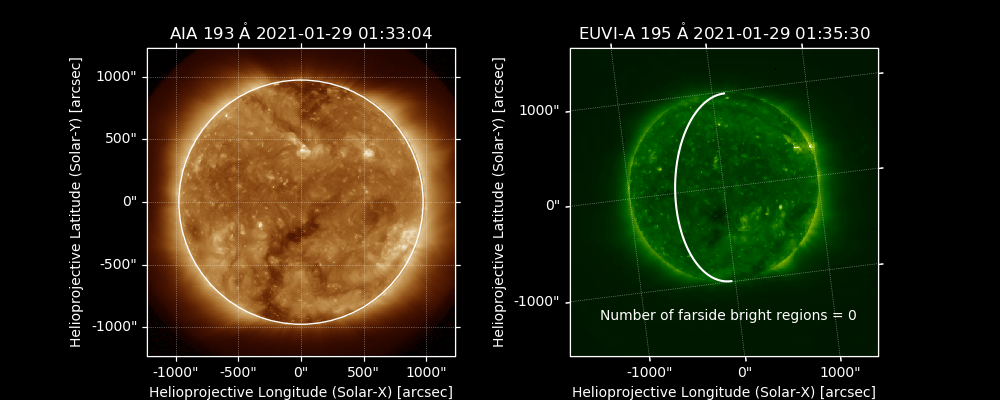 AIA 193 Å 2021-01-29 01:33:04
Helioprojective Latitude (Solar-Y) [arcsec]
1000"
500"
0"
-500"
-1000"
-1000" -500" 0" 500" 1000"
Helioprojective Longitude (Solar-X) [arcsec]
EUVI-A 195 Å 2021-01-29 01:35:30
Helioprojective Latitude (Solar-Y) [arcsec]
1000"
0"
-1000"
Number of farside bright regions = 0
-1000" 0" 1000"
Helioprojective Longitude (Solar-X) [arcsec]